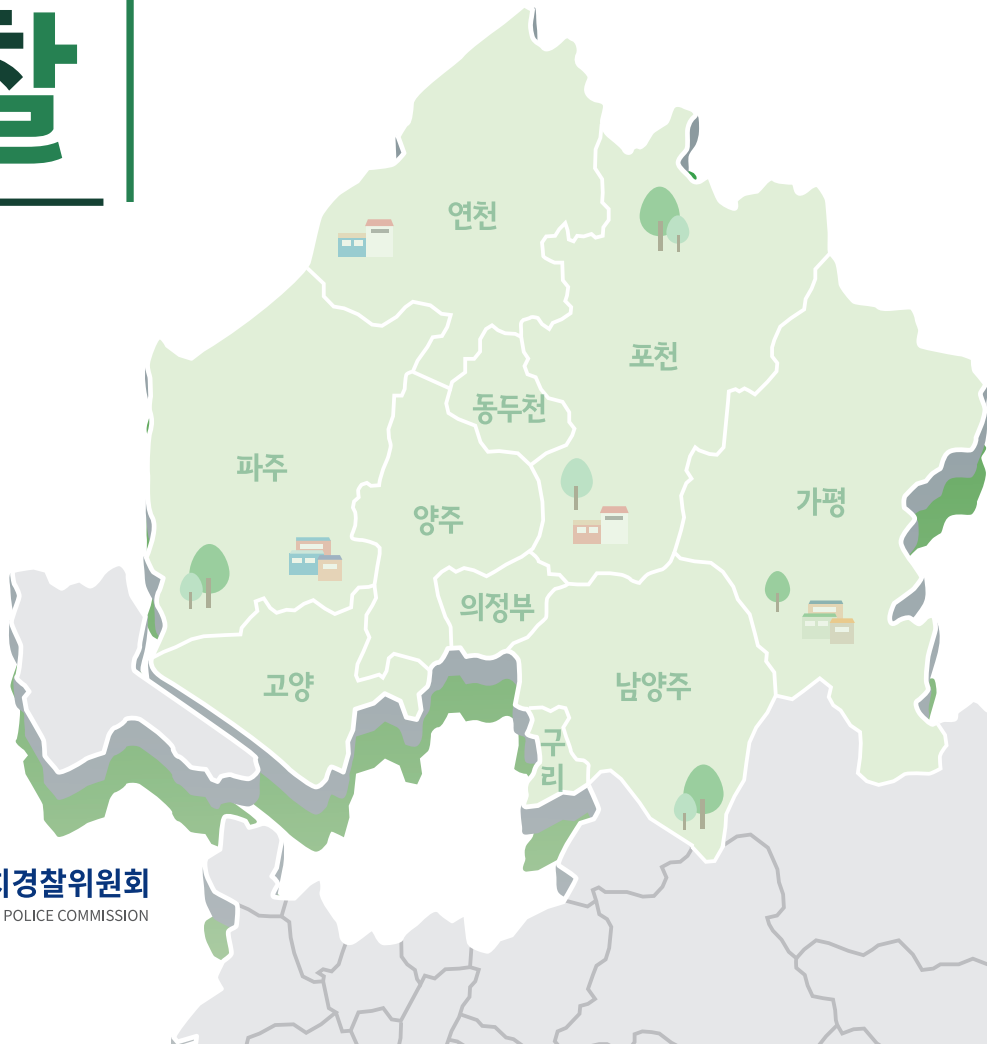 찰
연천
포천
동두천
파주
가평
양주
의정부
고양
남양주
구
리
경찰위원회
POLICE COMMISSION